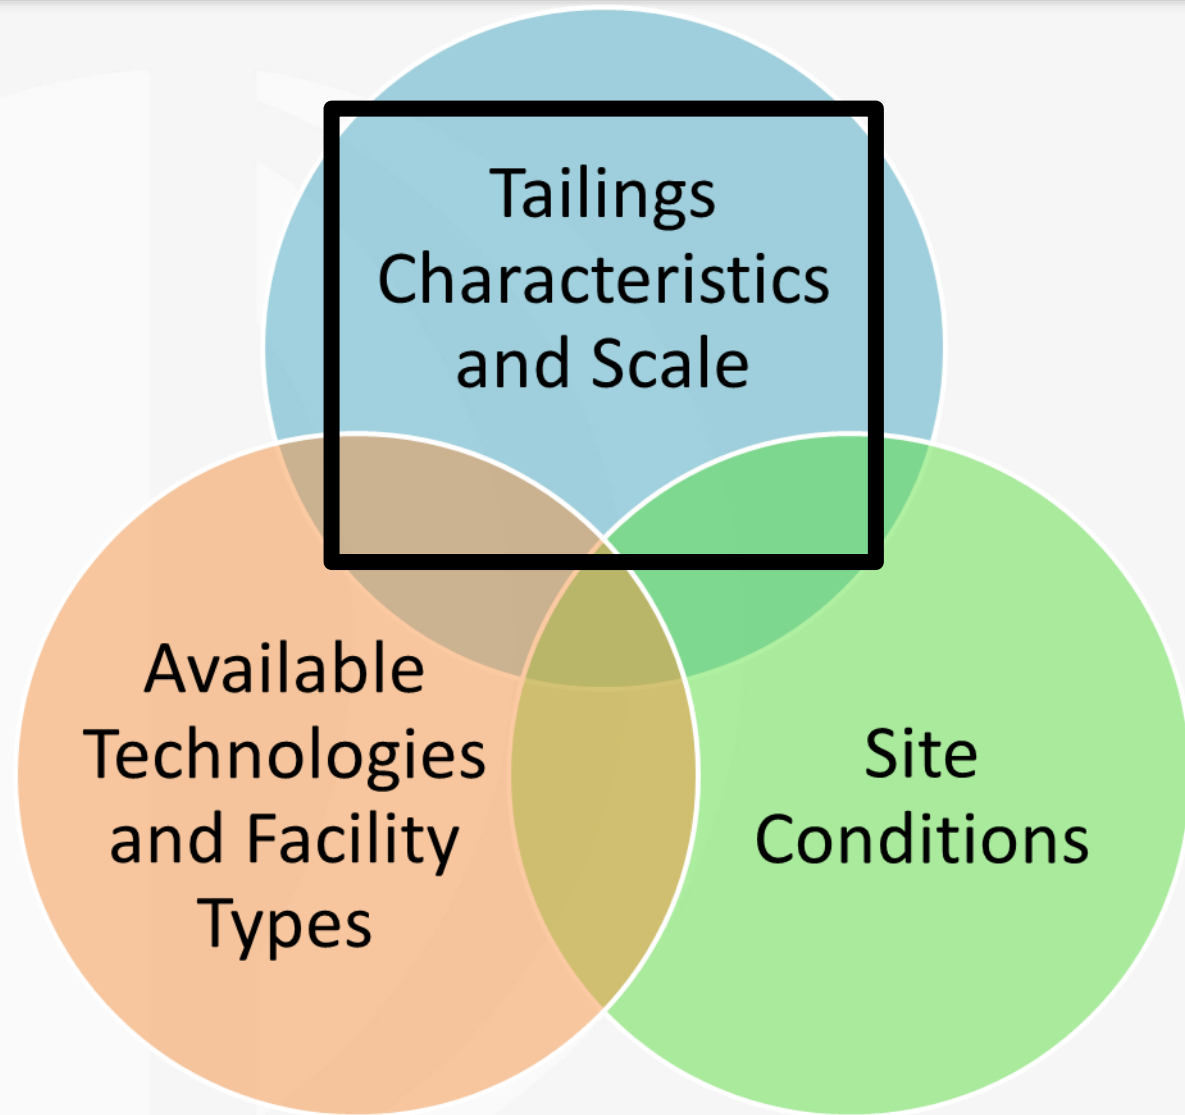 Tailings
Characteristics
and Scale
Available
Technologies
and Facility
Types
Site
Conditions